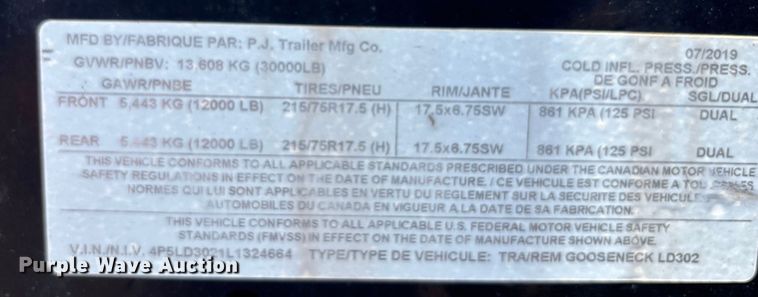 MFD BY/FABRIQUE PAR: P.J. Trailer Mfg Co. 07/2019
GVWR/PNBV: 13,608 KG (30000LB) COLD INFL. PRESS./PRESS.
DE GONF A FROID
GAWR/PNBE TIRES/PNEU RIM/JANTE KPA(PSI/LPC) SGL/DUAL
FRONT 5,443 KG (12000 LB) 215/75R17.5 (H) 17.5x6.75SW 861 KPA (125 PSI DUAL
REAR 5,443 KG (12000 LB) 215/75R17.5 (H) 17.5x6.75SW 861 KPA (125 PSI DUAL
THIS VEHICLE CONFORMS TO ALL APPLICABLE STANDARDS PRESCRIBED UNDER THE CANADIAN MOTOR VEHICLE
SAFETY REGULATIONS IN EFFECT ON THE DATE OF MANUFACTURE. / CE VEHICULE EST CONFORME A
NORMES QUI LUI SONT APPLICABLES EN VERTU DU REGLEMENT SUR LA SECURITE DES
AUTOMOBILES DU CANADA EN VIGUEUR A LA DATE DE SA FABRICATION.
THIS VEHICLE CONFORMS TO ALL APPLICABLE U.S. FEDERAL MOTOR VEHICLE SAFETY
STANDARDS (FMVSS) IN EFFECT ON THE DATE OF MANUFACTURE SHOWN ABOVE.
V.I.N./N.I.V. TYPE/TYPE DE VEHICULE: TRA/REM GOOSENECK LD302
Purple Wave Auction